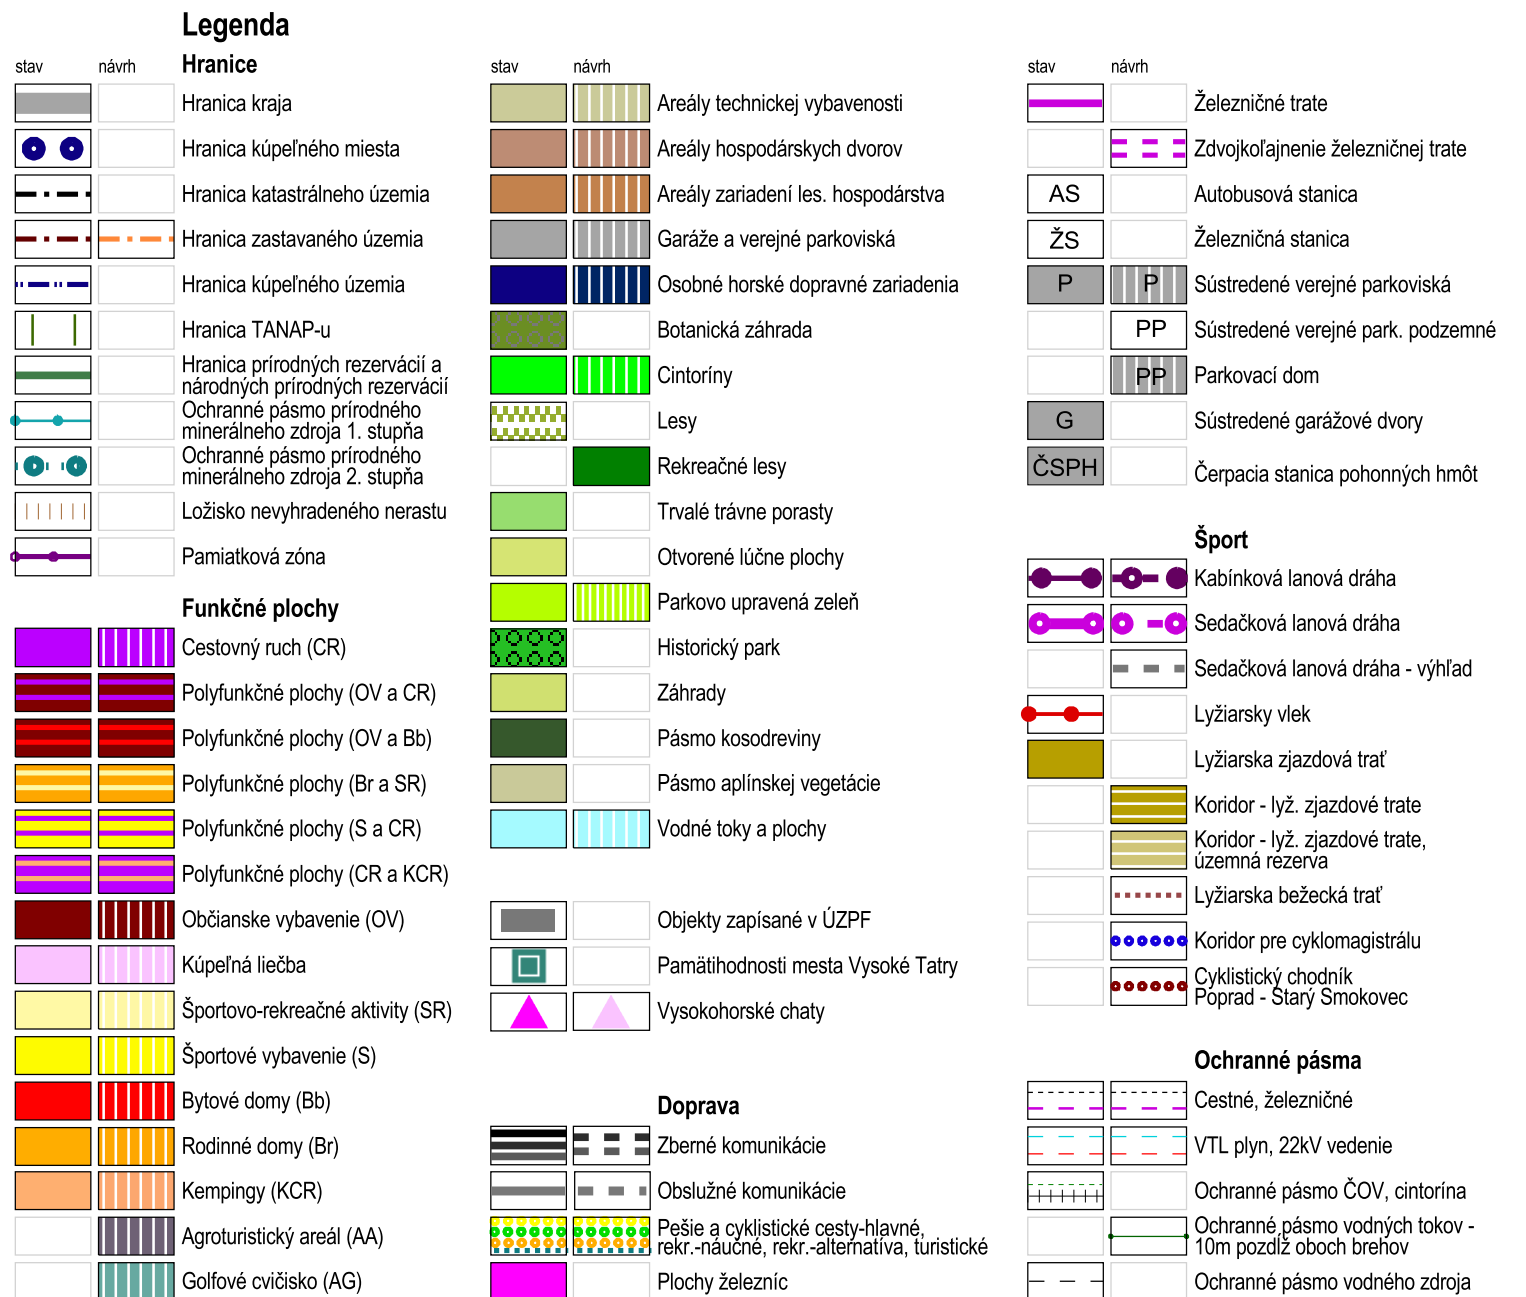 Legenda
stav návrh Hranice
Hranica kraja
Hranica kúpeľného miesta
Hranica katastrálneho územia
Hranica zastavaného územia
Hranica kúpeľného územia
Hranica TANAP-u
Hranica prírodných rezervácií a
národných prírodných rezervácií
Ochranné pásmo prírodného
minerálneho zdroja 1. stupňa
Ochranné pásmo prírodného
minerálneho zdroja 2. stupňa
Ložisko nevyhradeného nerastu
Pamiatková zóna
Funkčné plochy
Cestovný ruch (CR)
Polyfunkčné plochy (OV a CR)
Polyfunkčné plochy (OV a Bb)
Polyfunkčné plochy (Br a SR)
Polyfunkčné plochy (S a CR)
Polyfunkčné plochy (CR a KCR)
Občianske vybavenie (OV)
Kúpeľná liečba
Športovo-rekreačné aktivity (SR)
Športové vybavenie (S)
Bytové domy (Bb)
Rodinné domy (Br)
Kempingy (KCR)
Agroturistický areál (AA)
Golfové cvičisko (AG)
stav návrh
Areály technickej vybavenosti
Areály hospodárskych dvorov
Areály zariadení les. hospodárstva
Garáže a verejné parkoviská
Osobné horské dopravné zariadenia
Botanická záhrada
Cintoríny
Lesy
Rekreačné lesy
Trvalé trávne porasty
Otvorené lúčne plochy
Parkovo upravená zeleň
Historický park
Záhrady
Pásmo kosodreviny
Pásmo aplínskej vegetácie
Vodné toky a plochy
Objekty zapísané v ÚZPF
Pamätihodnosti mesta Vysoké Tatry
Vysokohorské chaty
Doprava
Zberné komunikácie
Obslužné komunikácie
Pešie a cyklistické cesty-hlavné,
rekr.-náučné, rekr.-alternatíva, turistické
Plochy železníc
stav návrh
Železničné trate
Zdvojkoľajnenie železničnej trate
AS Autobusová stanica
ŽS Železničná stanica
P P Sústredené verejné parkoviská
PP Sústredené verejné park. podzemné
PP Parkovací dom
G Sústredené garážové dvory
ČSPH Čerpacia stanica pohonných hmôt
Šport
Kabínková lanová dráha
Sedačková lanová dráha
Sedačková lanová dráha - výhľad
Lyžiarsky vlek
Lyžiarska zjazdová trať
Koridor - lyž. zjazdové trate
Koridor - lyž. zjazdové trate,
územná rezerva
Lyžiarska bežecká trať
Koridor pre cyklomagistrálu
Cyklistický chodník
Poprad - Starý Smokovec
Ochranné pásma
Cestné, železničné
VTL plyn, 22kV vedenie
Ochranné pásmo ČOV, cintorína
Ochranné pásmo vodných tokov -
10m pozdĺž oboch brehov
Ochranné pásmo vodného zdroja